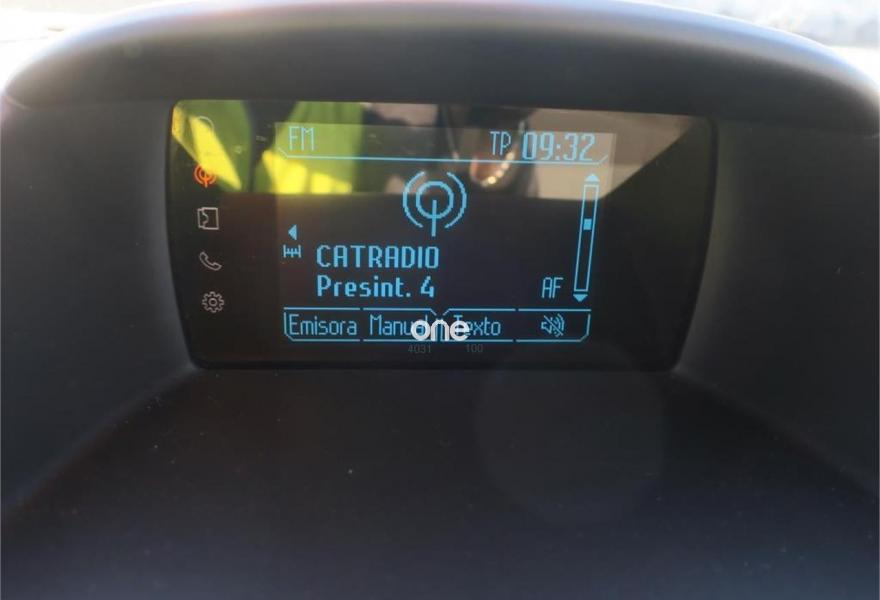 FM TP 09:32
CATRADIO
Presint. 4 AF
Emisora Manual Texto
one
4031 100